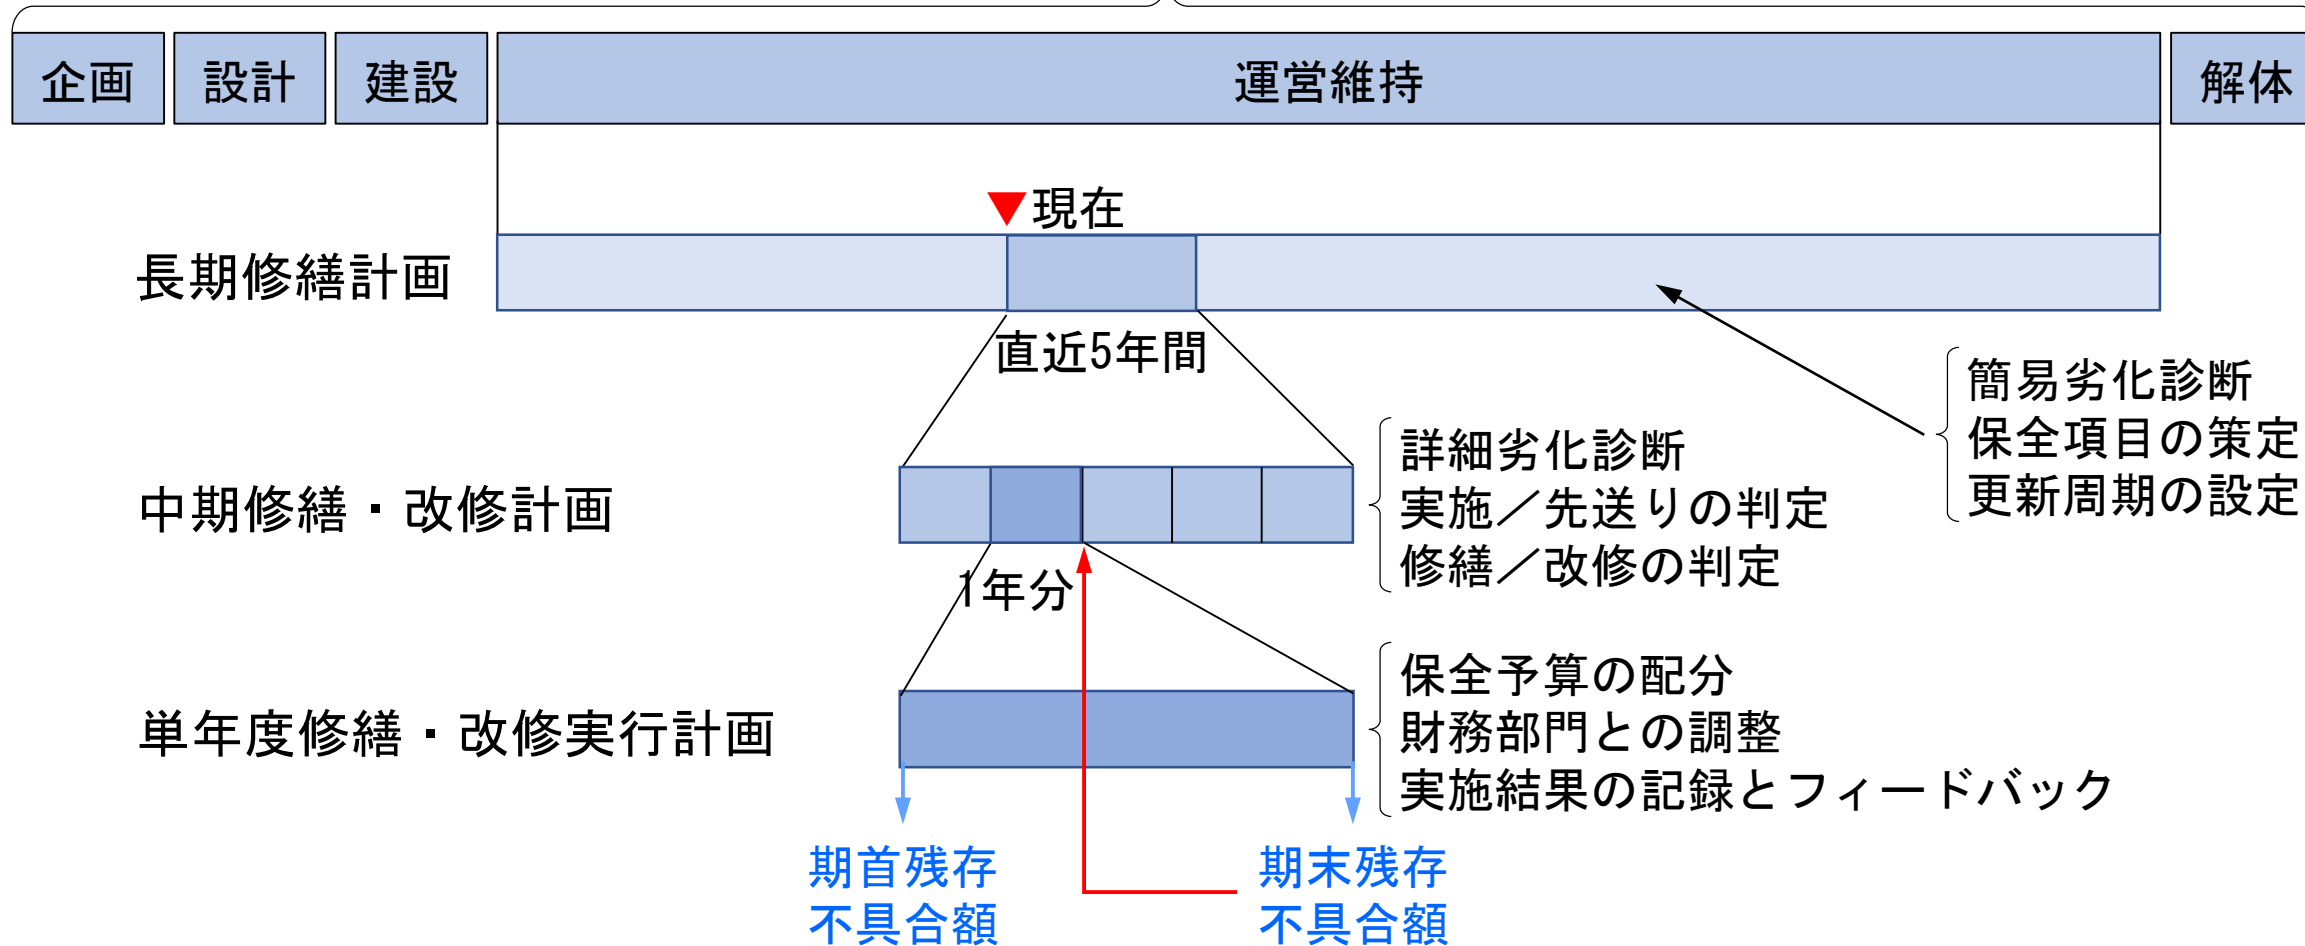 企画
設計
建設
運営維持
解体
▼現在
長期修繕計画
直近5年間
簡易劣化診断
保全項目の策定
更新周期の設定
中期修繕・改修計画
詳細劣化診断
実施／先送りの判定
修繕／改修の判定
1年分
単年度修繕・改修実行計画
保全予算の配分
財務部門との調整
実施結果の記録とフィードバック
期首残存
不具合額
期末残存
不具合額